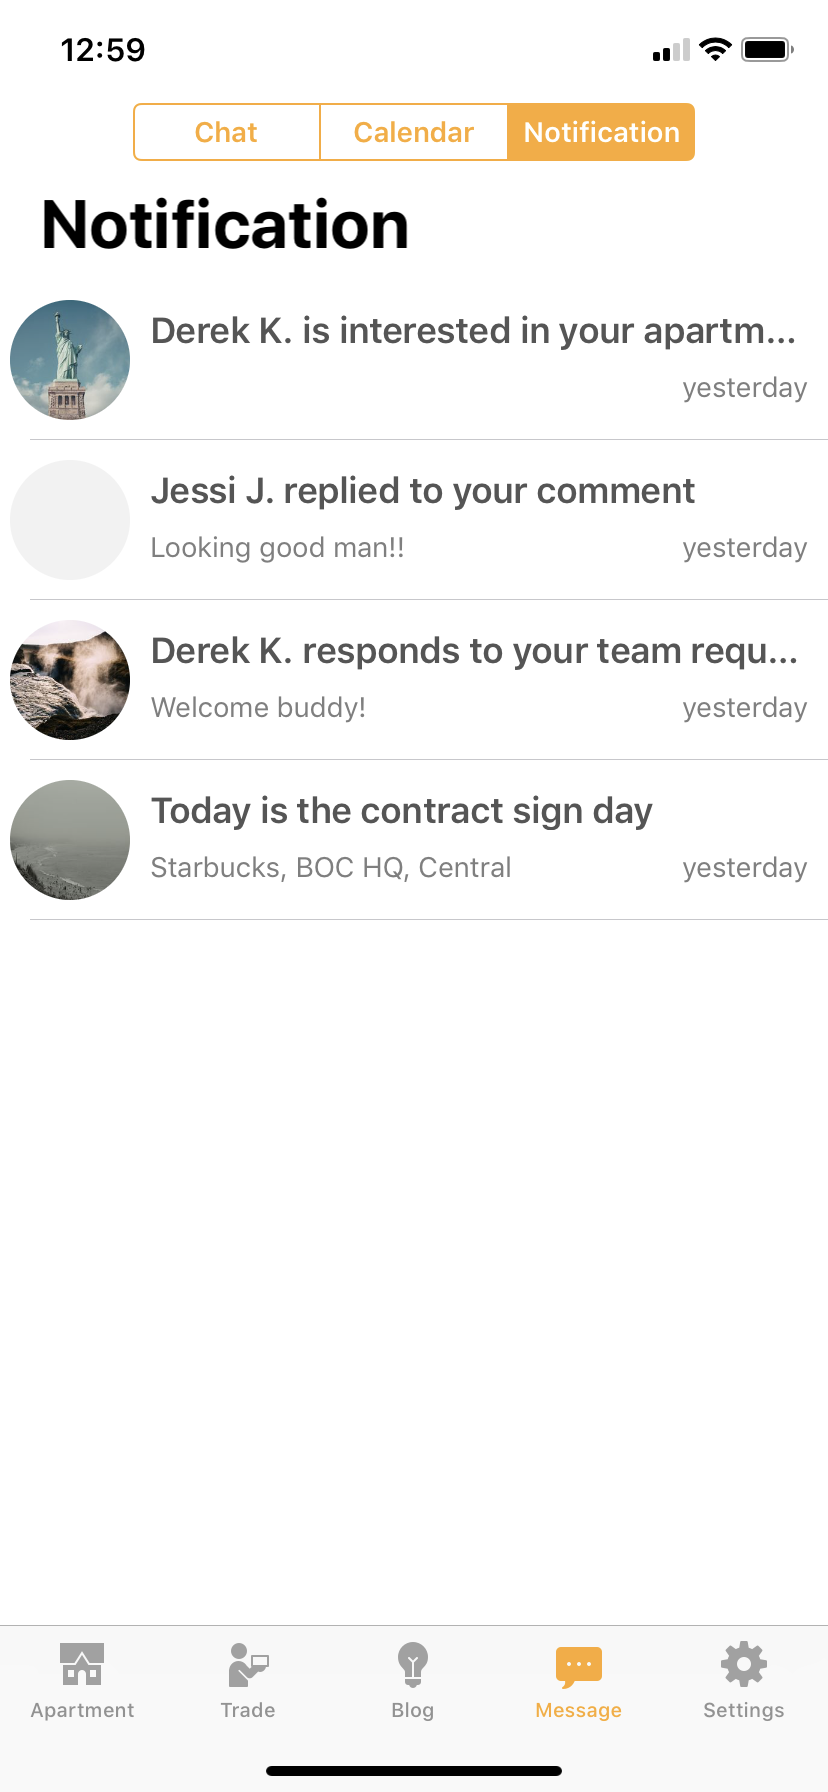 12:59
Chat Calendar Notification
Notification
Derek K. is interested in your apartm...
yesterday
Jessi J. replied to your comment
Looking good man!! yesterday
Derek K. responds to your team requ...
Welcome buddy! yesterday
Today is the contract sign day
Starbucks, BOC HQ, Central yesterday
Apartment Trade Blog Message Settings